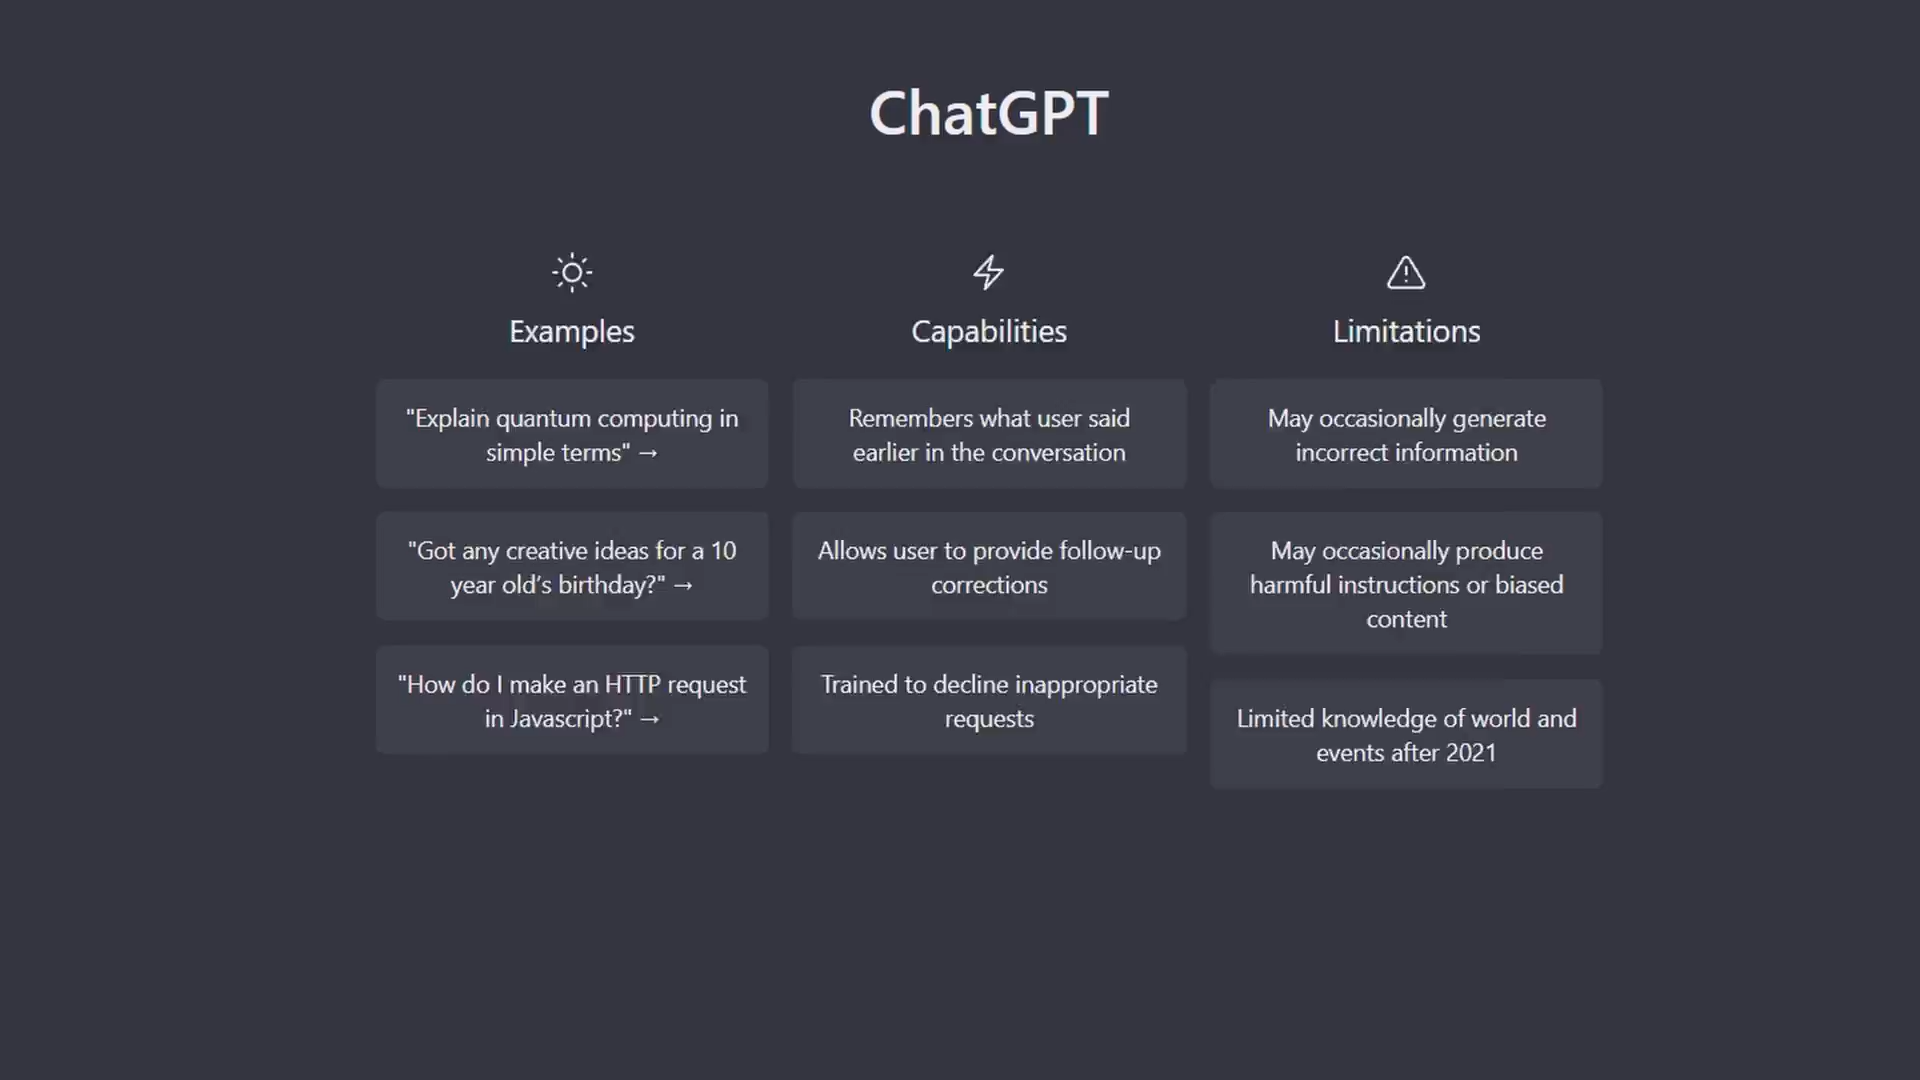 ChatGPT
Examples
"Explain quantum computing in
simple terms" →
"Got any creative ideas for a 10
year old’s birthday?" →
"How do I make an HTTP request
in Javascript?" →
Capabilities
Remembers what user said
earlier in the conversation
Allows user to provide follow-up
corrections
Trained to decline inappropriate
requests
Limitations
May occasionally generate
incorrect information
May occasionally produce
harmful instructions or biased
content
Limited knowledge of world and
events after 2021